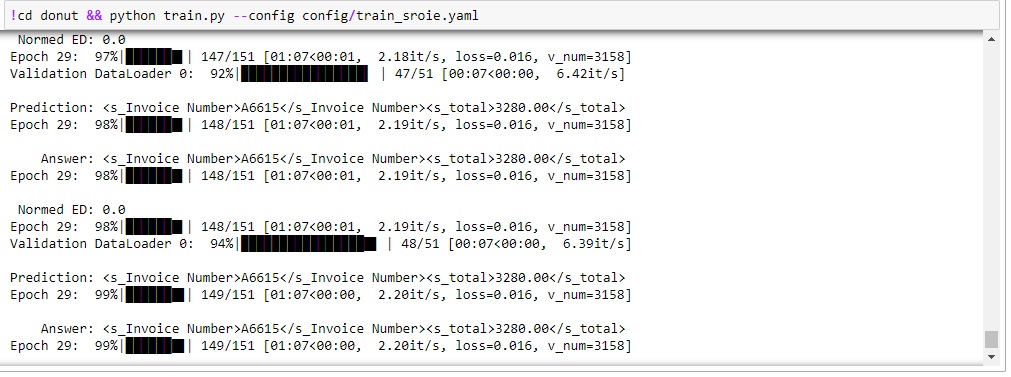 !cd donut && python train.py --config config/train_sroie.yaml
Normed ED: 0.0
Epoch 29:  97%|██████▉| 147/151 [01:07<00:01,  2.18it/s, loss=0.016, v_num=3158]
Validation DataLoader 0:  92%|████████████████▌ | 47/51 [00:07<00:00,  6.42it/s]
Prediction: <s_Invoice Number>A6615</s_Invoice Number><s_total>3280.00</s_total>
Epoch 29:  98%|██████▉| 148/151 [01:07<00:01,  2.19it/s, loss=0.016, v_num=3158]
Answer: <s_Invoice Number>A6615</s_Invoice Number><s_total>3280.00</s_total>
Epoch 29:  98%|██████▉| 148/151 [01:07<00:01,  2.19it/s, loss=0.016, v_num=3158]
Normed ED: 0.0
Epoch 29:  98%|██████▉| 148/151 [01:07<00:01,  2.19it/s, loss=0.016, v_num=3158]
Validation DataLoader 0:  94%|████████████████▉ | 48/51 [00:07<00:00,  6.39it/s]
Prediction: <s_Invoice Number>A6615</s_Invoice Number><s_total>3280.00</s_total>
Epoch 29:  99%|██████▉| 149/151 [01:07<00:00,  2.20it/s, loss=0.016, v_num=3158]
Answer: <s_Invoice Number>A6615</s_Invoice Number><s_total>3280.00</s_total>
Epoch 29:  99%|██████▉| 149/151 [01:07<00:00,  2.20it/s, loss=0.016, v_num=3158]